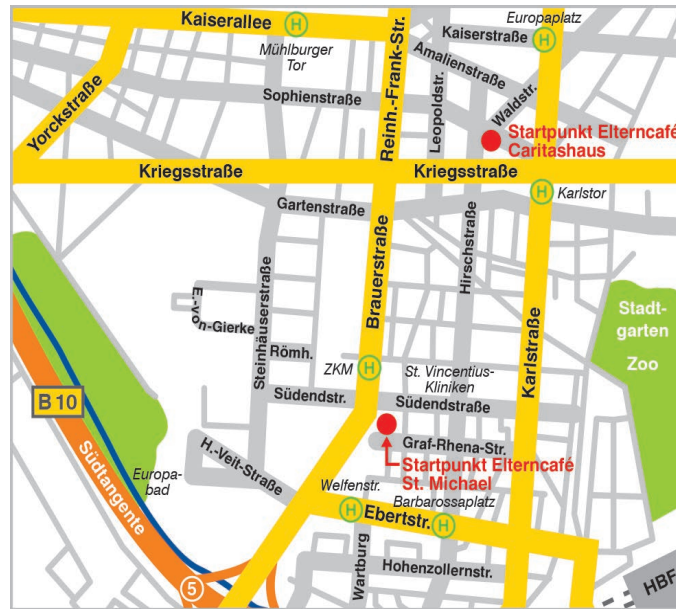 Kaiserallee
H
Mühlburger
Tor
Reinh.-Frank-Str.
Europaplatz
Kaiserstraße
H
Amalienstraße
Yorckstraße
Sophienstraße
Leopoldstr.
Waldstr.
Startpunkt Elterncafé
Caritashaus
Kriegsstraße
Kriegsstraße
H
Karlstor
Gartenstraße
Hirschstraße
Brauerstraße
Steinhäuserstraße
E.-von-Gierke
Römh.
Karlstraße
Stadt-
garten
Zoo
ZKM
H
St. Vincentius-
Kliniken
B 10
Südendstr.
Südendstraße
Südtangente
H.-Veit-Straße
Graf-Rhena-Str.
Startpunkt Elterncafé
St. Michael
Europa-
bad
Welfenstr.
Barbarossaplatz
H
Ebertstr.
H
Wartburg
Hohenzollernstr.
5
HBF